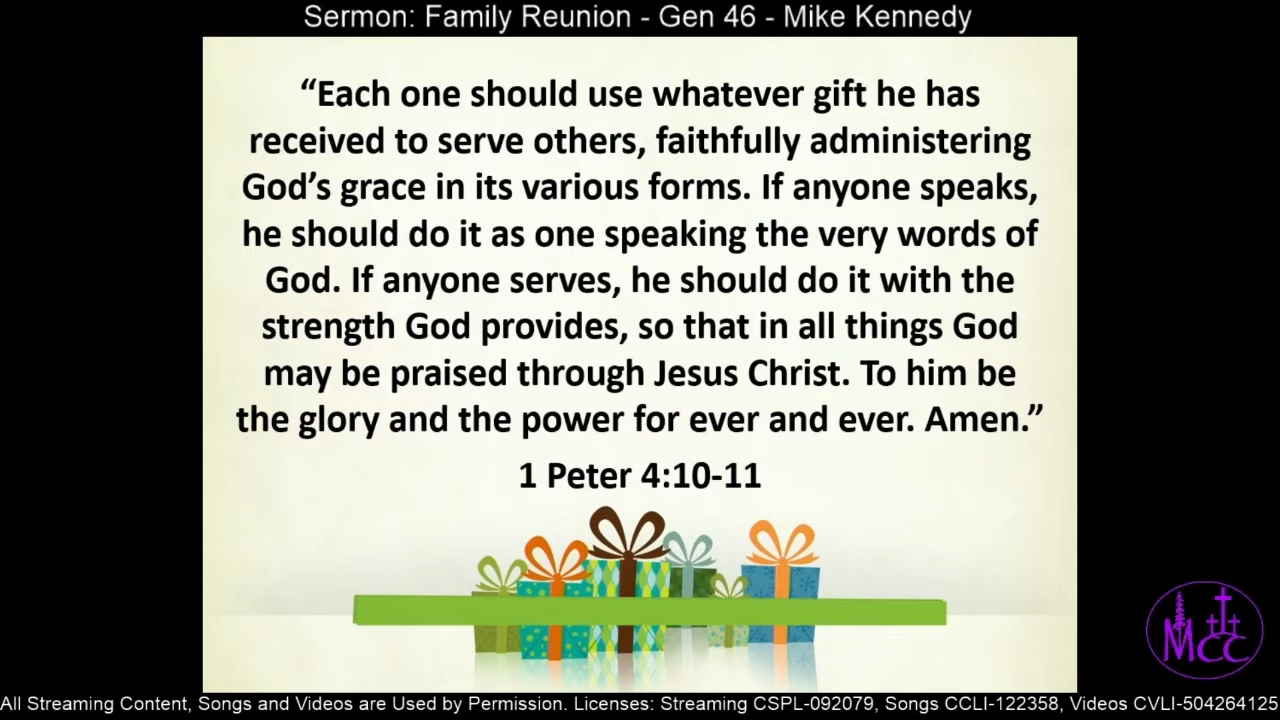 Sermon: Family Reunion - Gen 46 - Mike Kennedy
“Each one should use whatever gift he has
received to serve others, faithfully administering
God’s grace in its various forms. If anyone speaks,
he should do it as one speaking the very words of
God. If anyone serves, he should do it with the
strength God provides, so that in all things God
may be praised through Jesus Christ. To him be
the glory and the power for ever and ever. Amen.”
1 Peter 4:10-11
MCC
All Streaming Content, Songs and Videos are Used by Permission. Licenses: Streaming CSPL-092079, Songs CCLI-122358, Videos CVLI-504264125